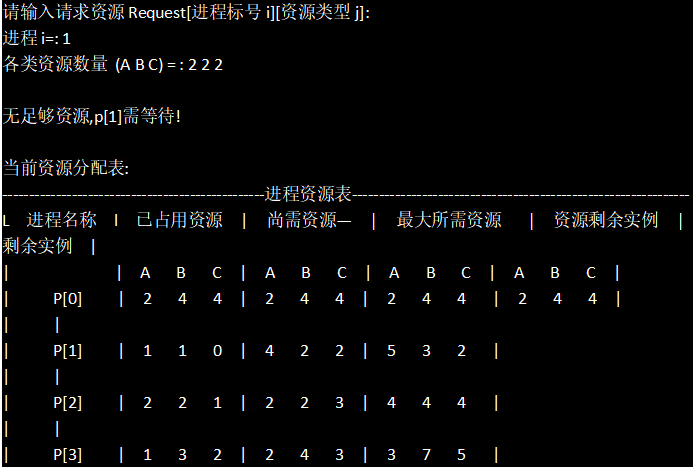 请输入请求资源 Request[进程标号 i][资源类型 j]:
进程 i=: 1
各类资源数量 (A B C) = : 2 2 2
无足够资源,p[1]需等待!
当前资源分配表:
--------------------------------------------------进程资源表--------------------------------------------------
L 进程名称 l 已占用资源 | 尚需资源— | 最大所需资源 | 资源剩余实例 |
剩余实例 |
| | A B C | A B C | A B C | A B C |
| P[0] | 2 4 4 | 2 4 4 | 2 4 4 | 2 4 4 |
| |
| P[1] | 1 1 0 | 4 2 2 | 5 3 2 |
| |
| P[2] | 2 2 1 | 2 2 3 | 4 4 4 |
| |
| P[3] | 1 3 2 | 2 4 3 | 3 7 5 |